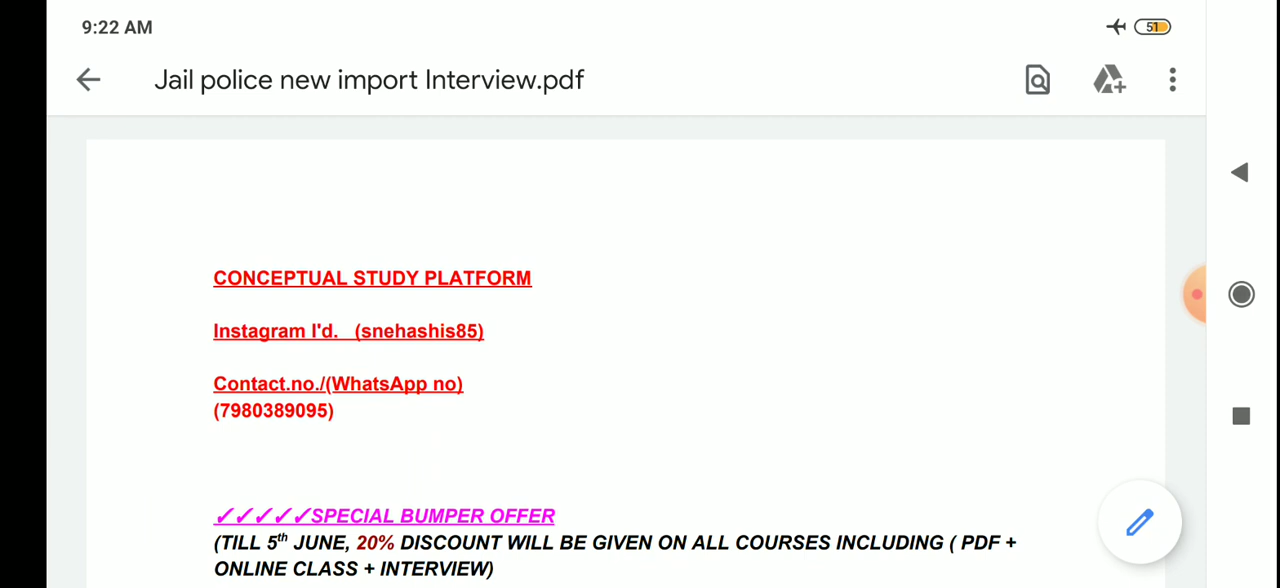 9:22 AM
51
Jail police new import Interview.pdf
CONCEPTUAL STUDY PLATFORM
Instagram I'd. (snehashis85)
Contact.no./(WhatsApp no)
(7980389095)
✓✓✓✓✓SPECIAL BUMPER OFFER
(TILL 5th JUNE, 20% DISCOUNT WILL BE GIVEN ON ALL COURSES INCLUDING ( PDF +
ONLINE CLASS + INTERVIEW)